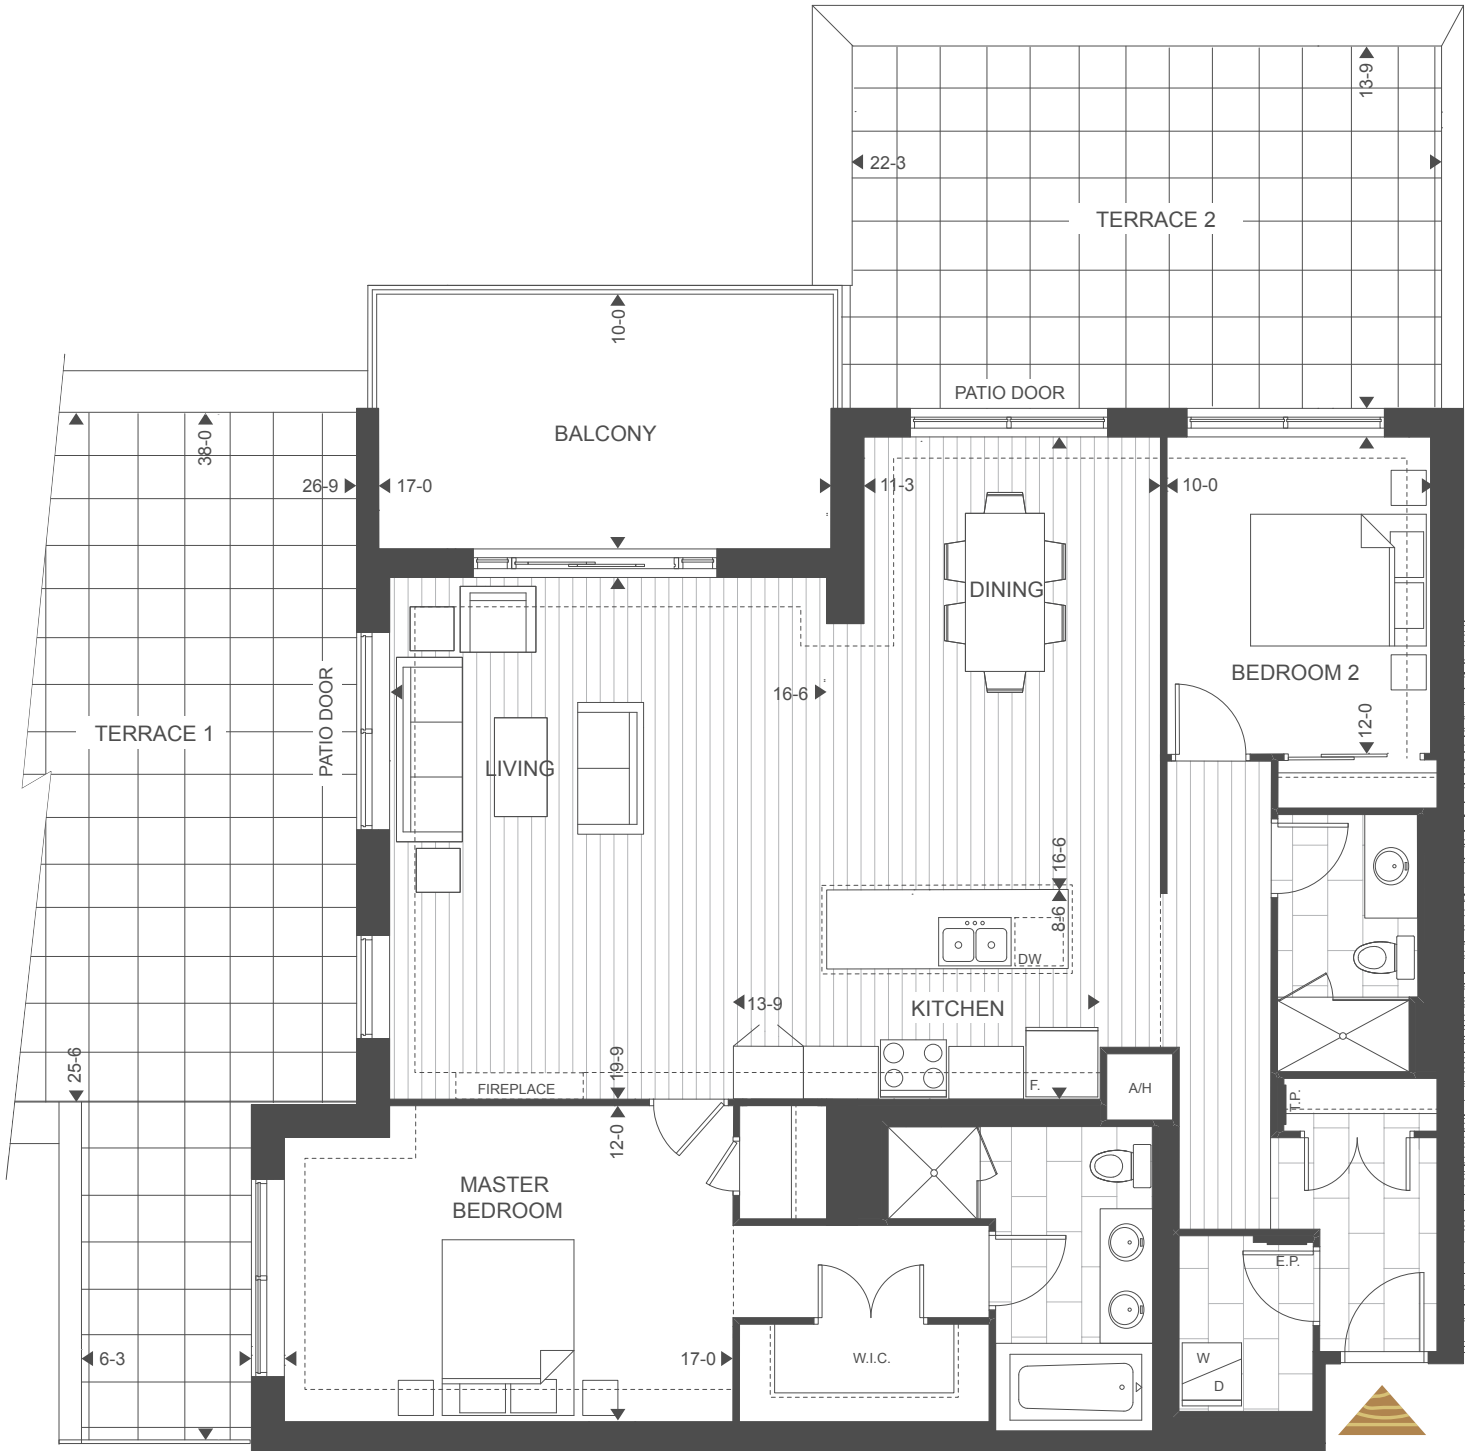 13-9
22-3
TERRACE 2
10-0
PATIO DOOR
BALCONY
38-0
26-9
17-0
11-3
10-0
DINING
BEDROOM 2
16-6
PATIO DOOR
12-0
TERRACE 1
LIVING
16-6
8-6
DW
13-9
KITCHEN
25-6
19-9
FIREPLACE
F.
A/H
T.P.
12-0
MASTER
BEDROOM
E.P.
6-3
17-0
W.I.C.
W
D